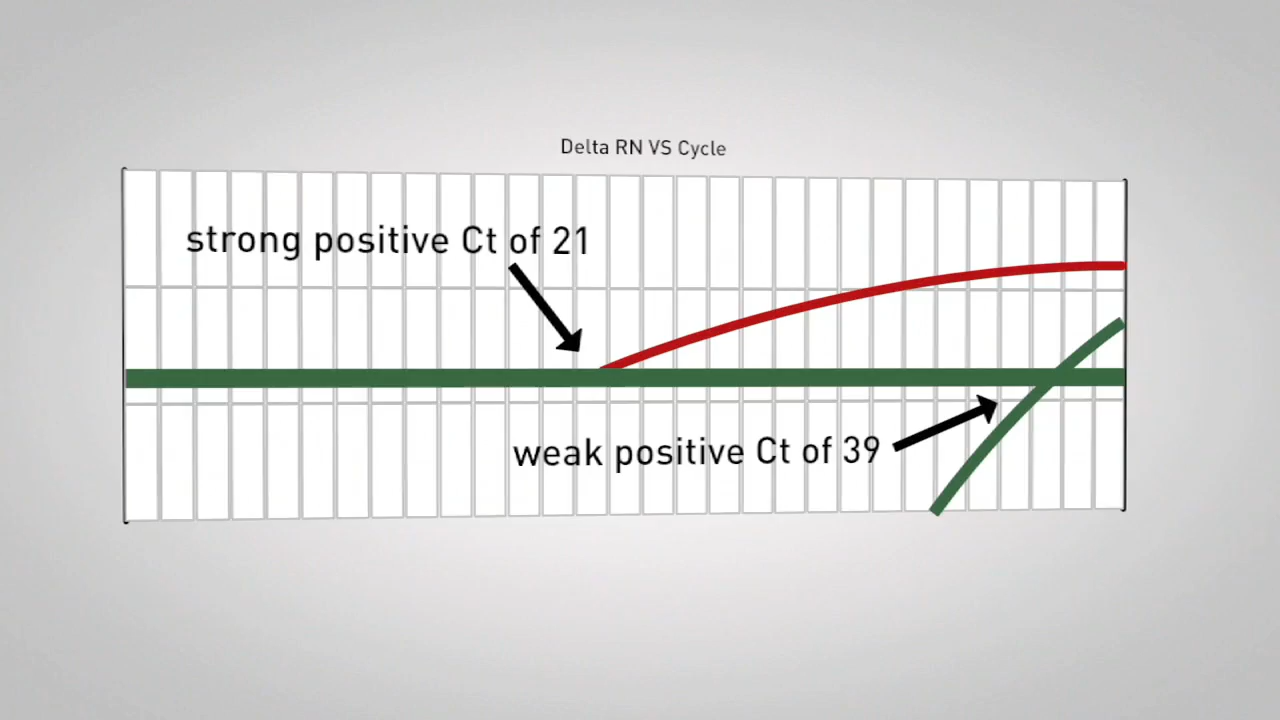 Delta RN VS Cycle
strong positive Ct of 21
weak positive Ct of 39